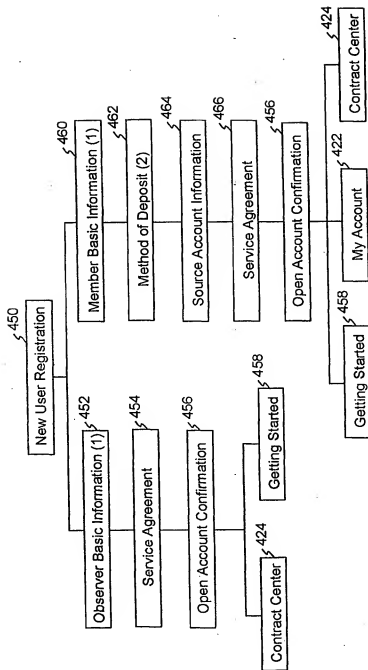 450
New User Registration
452
Observer Basic Information (1)
454
Service Agreement
456
Open Account Confirmation
424
Contract Center
458
Getting Started
460
Member Basic Information (1)
462
Method of Deposit (2)
464
Source Account Information
466
Service Agreement
456
Open Account Confirmation
458
Getting Started
422
My Account
424
Contract Center